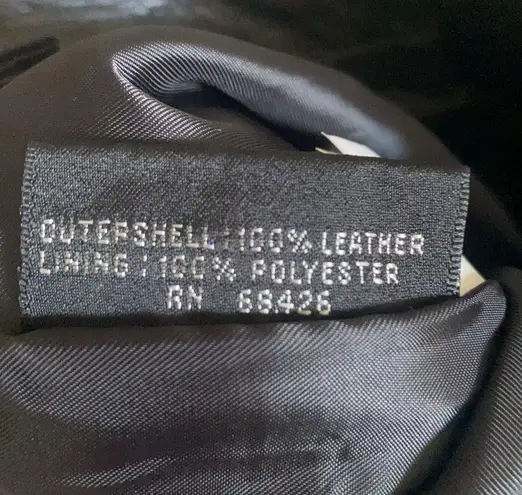 OUTERSHELL : 100% LEATHER
LINING : 100% POLYESTER
RN 68426